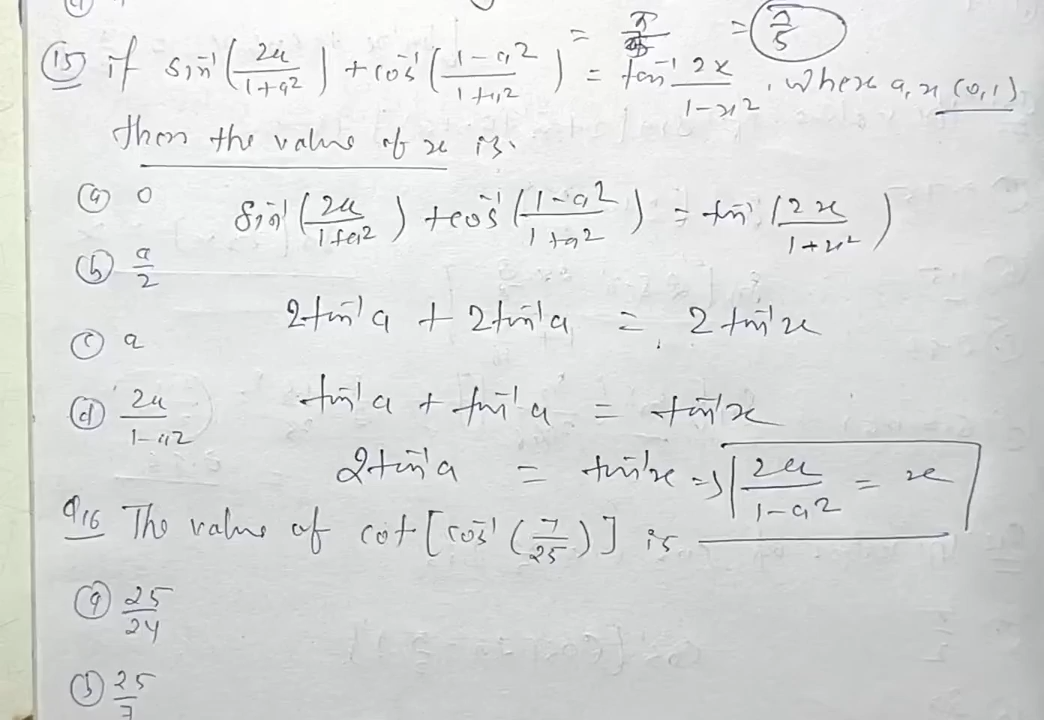 = π/5 = π/5
(15) if sin⁻¹(2a/1+a²) + cos⁻¹(1-a²/1+a²) = tan⁻¹ 2x/1-x², where a, x (0,1)
then the value of x is.
(a) 0
sin⁻¹(2a/1+a²) + cos⁻¹(1-a²/1+a²) = tan⁻¹(2x/1+x²)
(b) a/2
2tan⁻¹a + 2tan⁻¹a = 2tan⁻¹x
(c) a
(d) 2a/1-a²
tan⁻¹a + tan⁻¹a = tan⁻¹x
2tan⁻¹a = tan⁻¹x => 2a/1-a² = x
Q16 The value of cot[cos⁻¹(7/25)] is
(a) 25/24
(b) 25/7